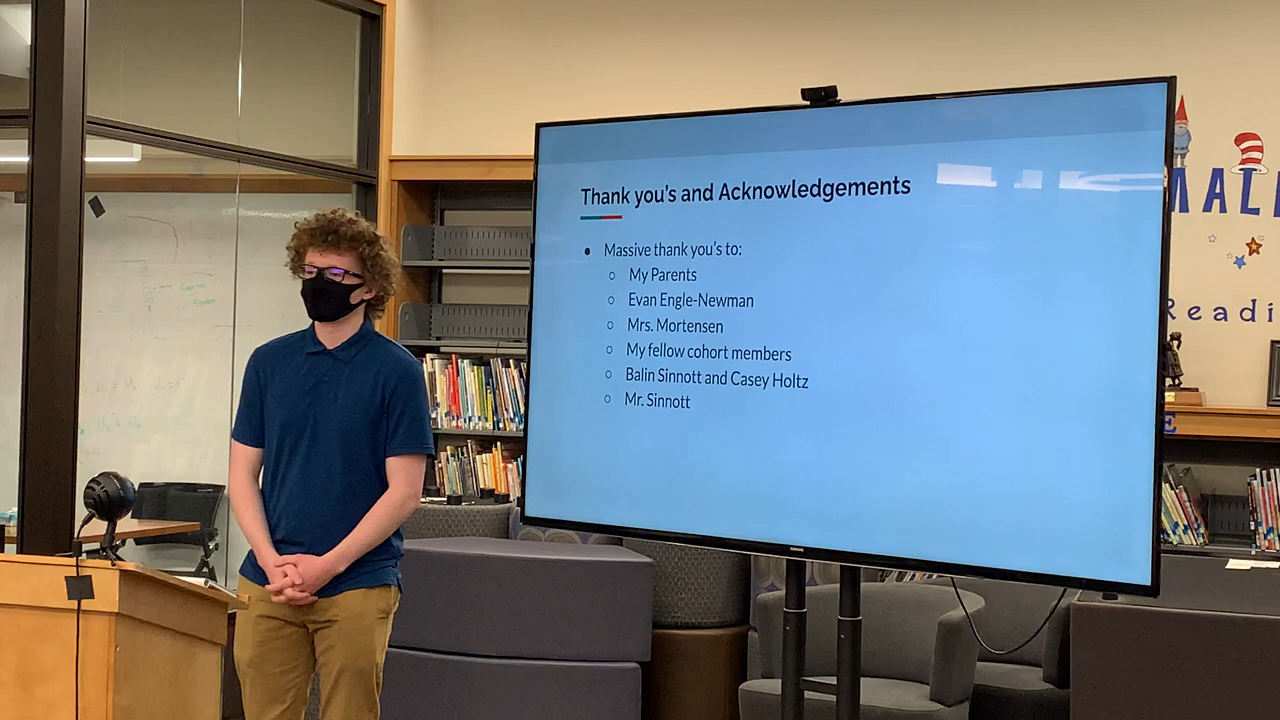 Thank you's and Acknowledgements
Massive thank you's to:
My Parents
Evan Engle-Newman
Mrs. Mortensen
My fellow cohort members
Balin Sinnott and Casey Holtz
Mr. Sinnott
MAL
Readi
E